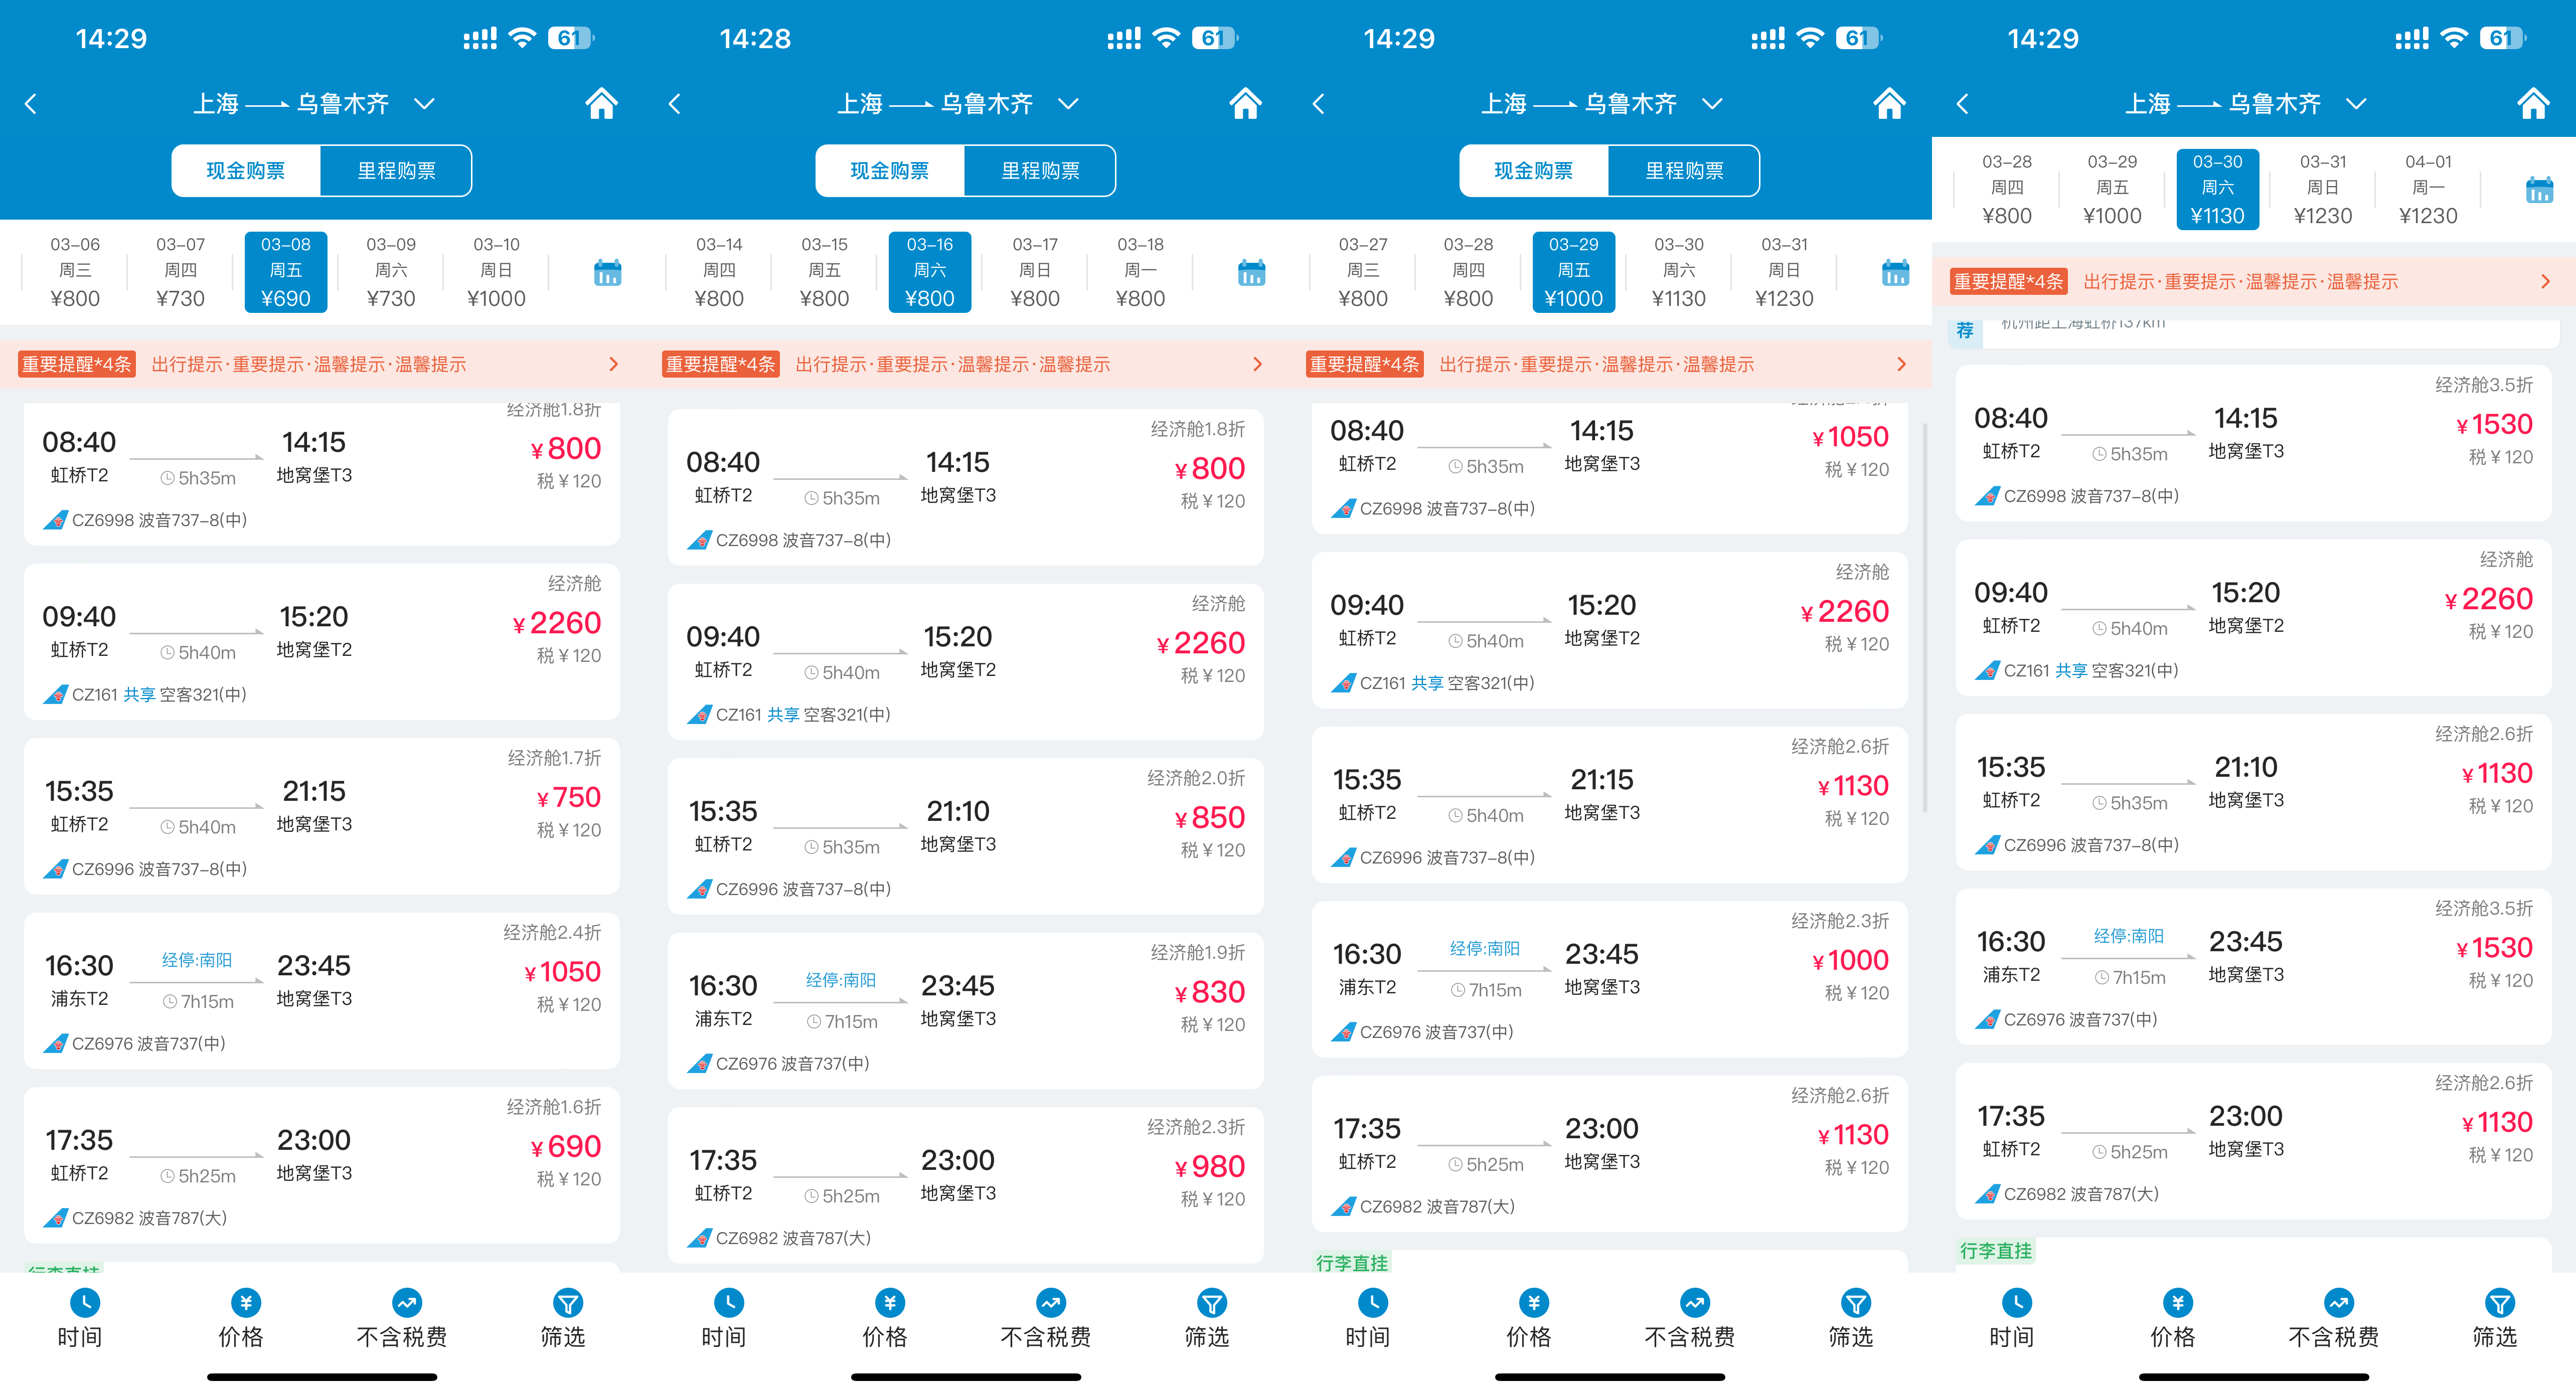 14:29
61
上海
乌鲁木齐
现金购票
里程购票
03-06
周三
¥800
03-07
周四
¥730
03-08
周五
¥690
03-09
周六
¥730
03-10
周日
¥1000
重要提醒*4条
出行提示·重要提示·温馨提示·温馨提示
经济舱1.8折
08:40
14:15
¥800
虹桥T2
5h35m
地窝堡T3
税¥120
CZ6998 波音737-8(中)
经济舱
09:40
15:20
¥2260
虹桥T2
5h40m
地窝堡T2
税¥120
CZ161 共享 空客321(中)
经济舱1.7折
15:35
21:15
¥750
虹桥T2
5h40m
地窝堡T3
税¥120
CZ6996 波音737-8(中)
经济舱2.4折
16:30
经停:南阳
23:45
¥1050
浦东T2
7h15m
地窝堡T3
税¥120
CZ6976 波音737(中)
经济舱1.6折
17:35
23:00
¥690
虹桥T2
5h25m
地窝堡T3
税¥120
CZ6982 波音787(大)
行李直挂
时间
价格
不含税费
筛选
14:28
61
上海
乌鲁木齐
现金购票
里程购票
03-14
周四
¥800
03-15
周五
¥800
03-16
周六
¥800
03-17
周日
¥800
03-18
周一
¥800
重要提醒*4条
出行提示·重要提示·温馨提示·温馨提示
经济舱1.8折
08:40
14:15
¥800
虹桥T2
5h35m
地窝堡T3
税¥120
CZ6998 波音737-8(中)
经济舱
09:40
15:20
¥2260
虹桥T2
5h40m
地窝堡T2
税¥120
CZ161 共享 空客321(中)
经济舱2.0折
15:35
21:10
¥850
虹桥T2
5h35m
地窝堡T3
税¥120
CZ6996 波音737-8(中)
经济舱1.9折
16:30
经停:南阳
23:45
¥830
浦东T2
7h15m
地窝堡T3
税¥120
CZ6976 波音737(中)
经济舱2.3折
17:35
23:00
¥980
虹桥T2
5h25m
地窝堡T3
税¥120
CZ6982 波音787(大)
时间
价格
不含税费
筛选
14:29
61
上海
乌鲁木齐
现金购票
里程购票
03-27
周三
¥800
03-28
周四
¥800
03-29
周五
¥1000
03-30
周六
¥1130
03-31
周日
¥1230
重要提醒*4条
出行提示·重要提示·温馨提示·温馨提示
08:40
14:15
¥1050
虹桥T2
5h35m
地窝堡T3
税¥120
CZ6998 波音737-8(中)
经济舱
09:40
15:20
¥2260
虹桥T2
5h40m
地窝堡T2
税¥120
CZ161 共享 空客321(中)
经济舱2.6折
15:35
21:15
¥1130
虹桥T2
5h40m
地窝堡T3
税¥120
CZ6996 波音737-8(中)
经济舱2.3折
16:30
经停:南阳
23:45
¥1000
浦东T2
7h15m
地窝堡T3
税¥120
CZ6976 波音737(中)
经济舱2.6折
17:35
23:00
¥1130
虹桥T2
5h25m
地窝堡T3
税¥120
CZ6982 波音787(大)
行李直挂
时间
价格
不含税费
筛选
14:29
61
上海
乌鲁木齐
03-28
周四
¥800
03-29
周五
¥1000
03-30
周六
¥1130
03-31
周日
¥1230
04-01
周一
¥1230
重要提醒*4条
出行提示·重要提示·温馨提示·温馨提示
荐
杭州距上海虹桥137km
经济舱3.5折
08:40
14:15
¥1530
虹桥T2
5h35m
地窝堡T3
税¥120
CZ6998 波音737-8(中)
经济舱
09:40
15:20
¥2260
虹桥T2
5h40m
地窝堡T2
税¥120
CZ161 共享 空客321(中)
经济舱2.6折
15:35
21:10
¥1130
虹桥T2
5h35m
地窝堡T3
税¥120
CZ6996 波音737-8(中)
经济舱3.5折
16:30
经停:南阳
23:45
¥1530
浦东T2
7h15m
地窝堡T3
税¥120
CZ6976 波音737(中)
经济舱2.6折
17:35
23:00
¥1130
虹桥T2
5h25m
地窝堡T3
税¥120
CZ6982 波音787(大)
行李直挂
时间
价格
不含税费
筛选